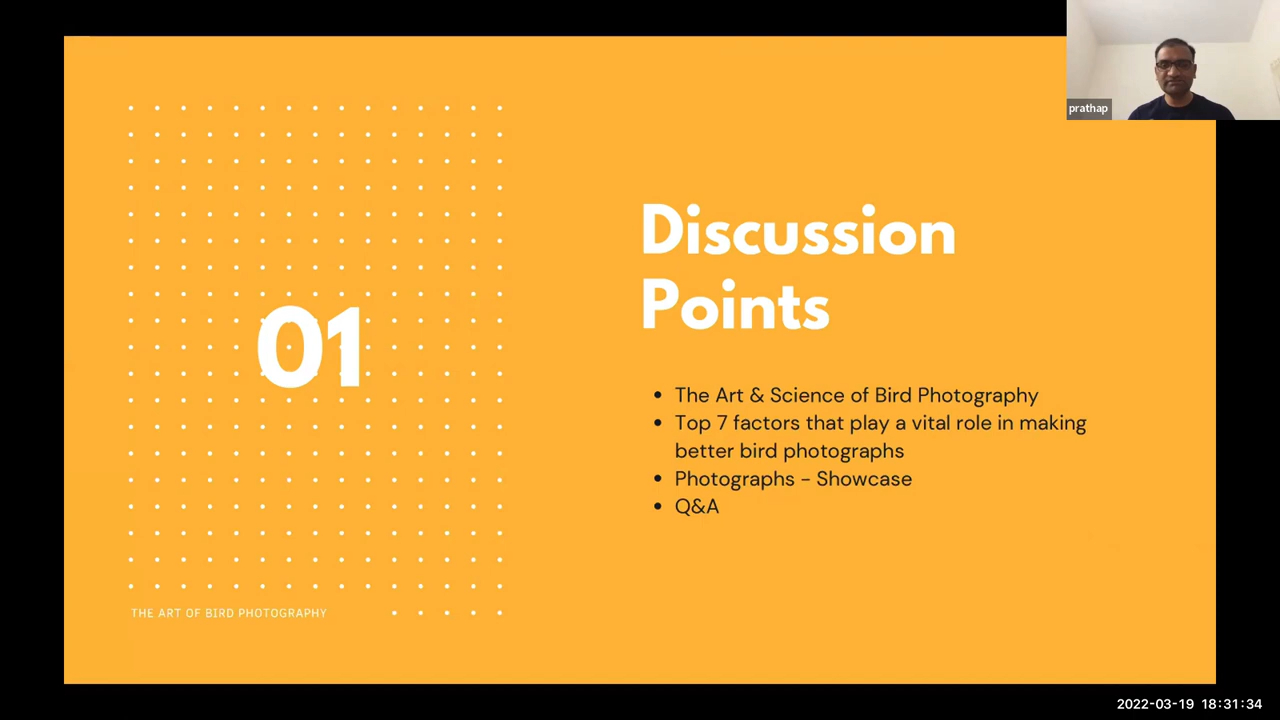 prathap
01
THE ART OF BIRD PHOTOGRAPHY
Discussion
Points
• The Art & Science of Bird Photography
• Top 7 factors that play a vital role in making
better bird photographs
• Photographs - Showcase
• Q&A
2022-03-19 18:31:34